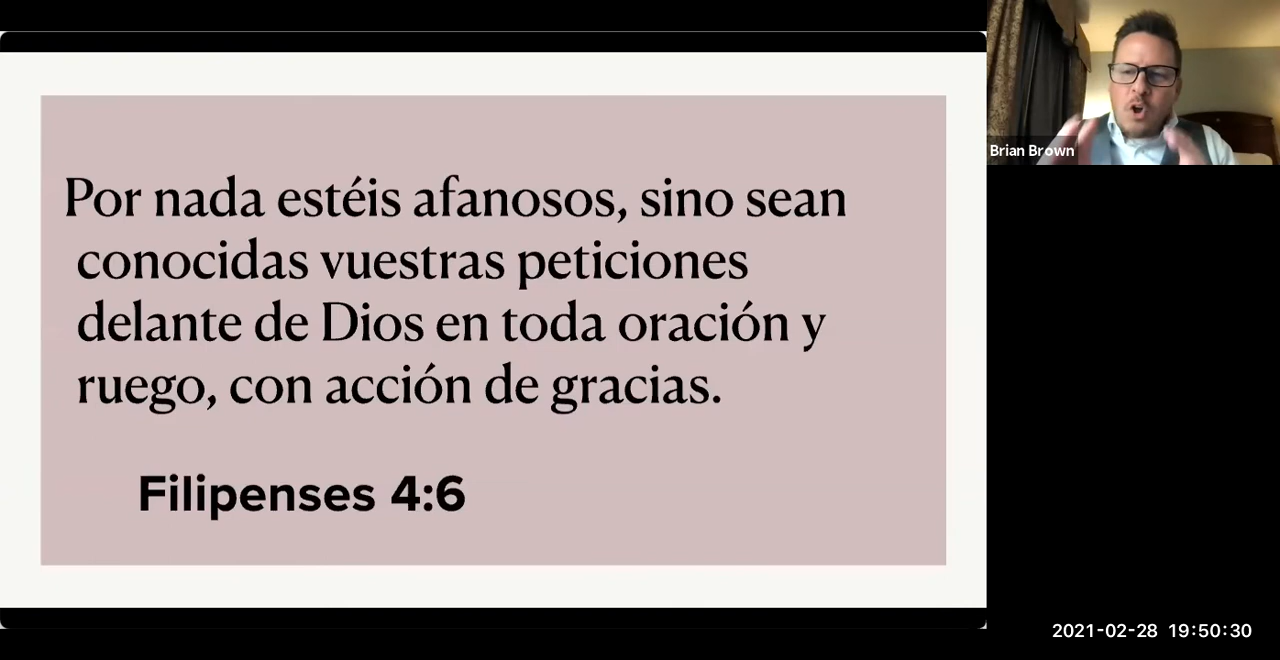 Por nada estéis afanosos, sino sean
conocidas vuestras peticiones
delante de Dios en toda oración y
ruego, con acción de gracias.
Filipenses 4:6
Brian Brown
2021-02-28 19:50:30